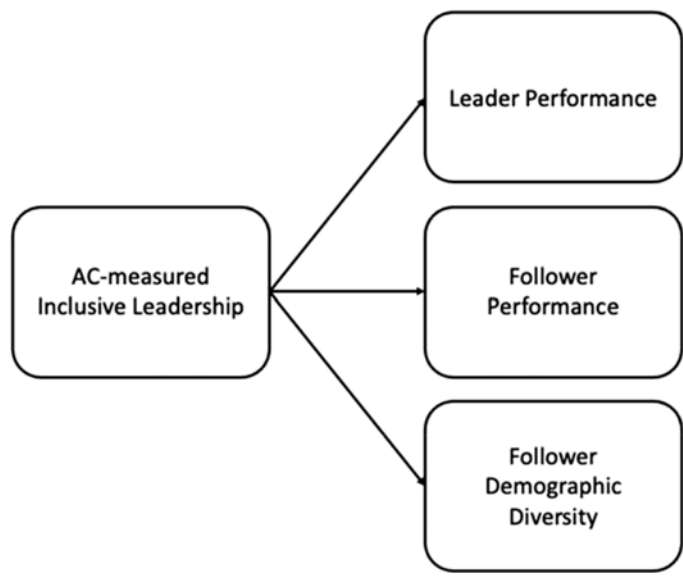 Leader Performance
AC-measured
Inclusive Leadership
Follower
Performance
Follower
Demographic
Diversity